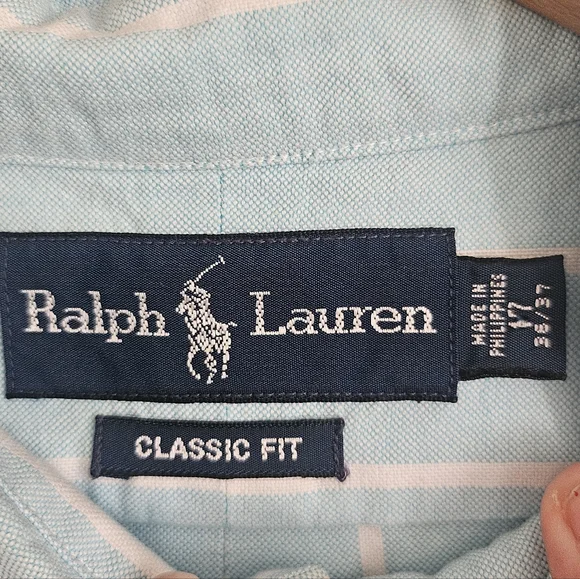 Ralph Lauren
MADE IN
PHILIPPINES
17
36/37
CLASSIC FIT